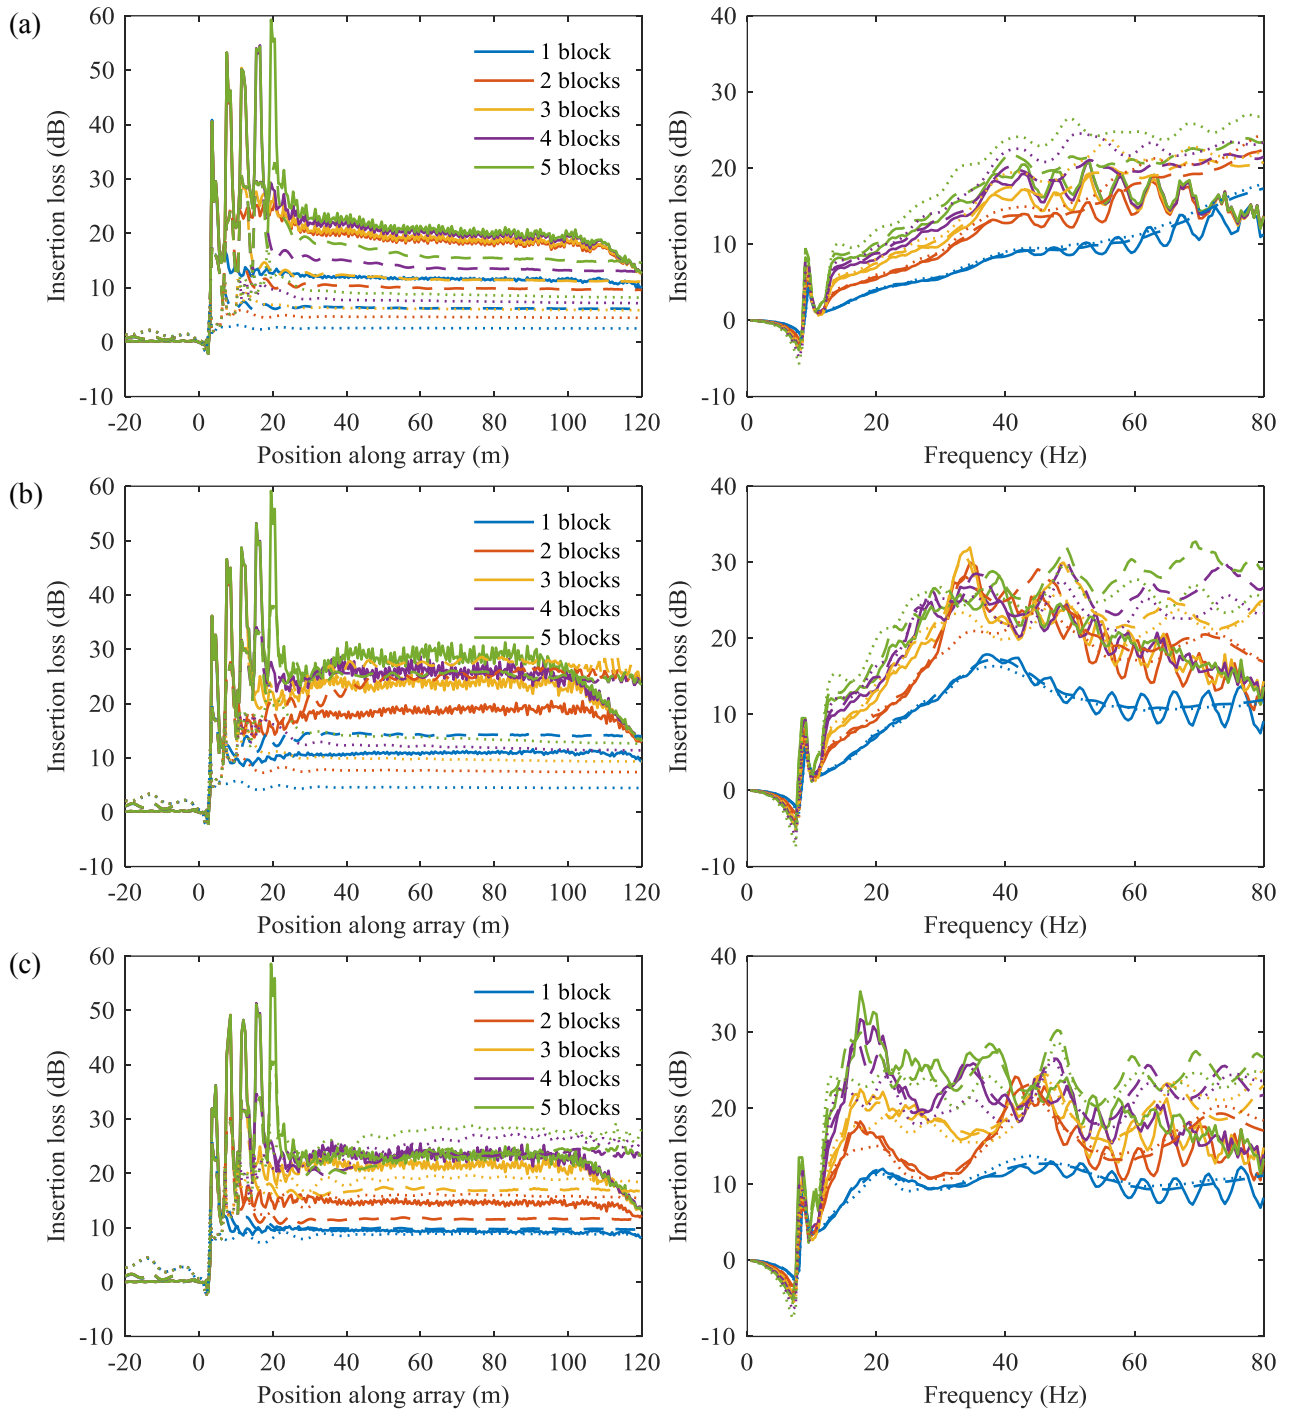 (a)
60
50
40
30
20
10
0
-10
Insertion loss (dB)
1 block
2 blocks
3 blocks
4 blocks
5 blocks
-20 0 20 40 60 80 100 120
Position along array (m)
40
30
20
10
0
-10
Insertion loss (dB)
0 20 40 60 80
Frequency (Hz)
(b)
60
50
40
30
20
10
0
-10
Insertion loss (dB)
1 block
2 blocks
3 blocks
4 blocks
5 blocks
-20 0 20 40 60 80 100 120
Position along array (m)
40
30
20
10
0
-10
Insertion loss (dB)
0 20 40 60 80
Frequency (Hz)
(c)
60
50
40
30
20
10
0
-10
Insertion loss (dB)
1 block
2 blocks
3 blocks
4 blocks
5 blocks
-20 0 20 40 60 80 100 120
Position along array (m)
40
30
20
10
0
-10
Insertion loss (dB)
0 20 40 60 80
Frequency (Hz)